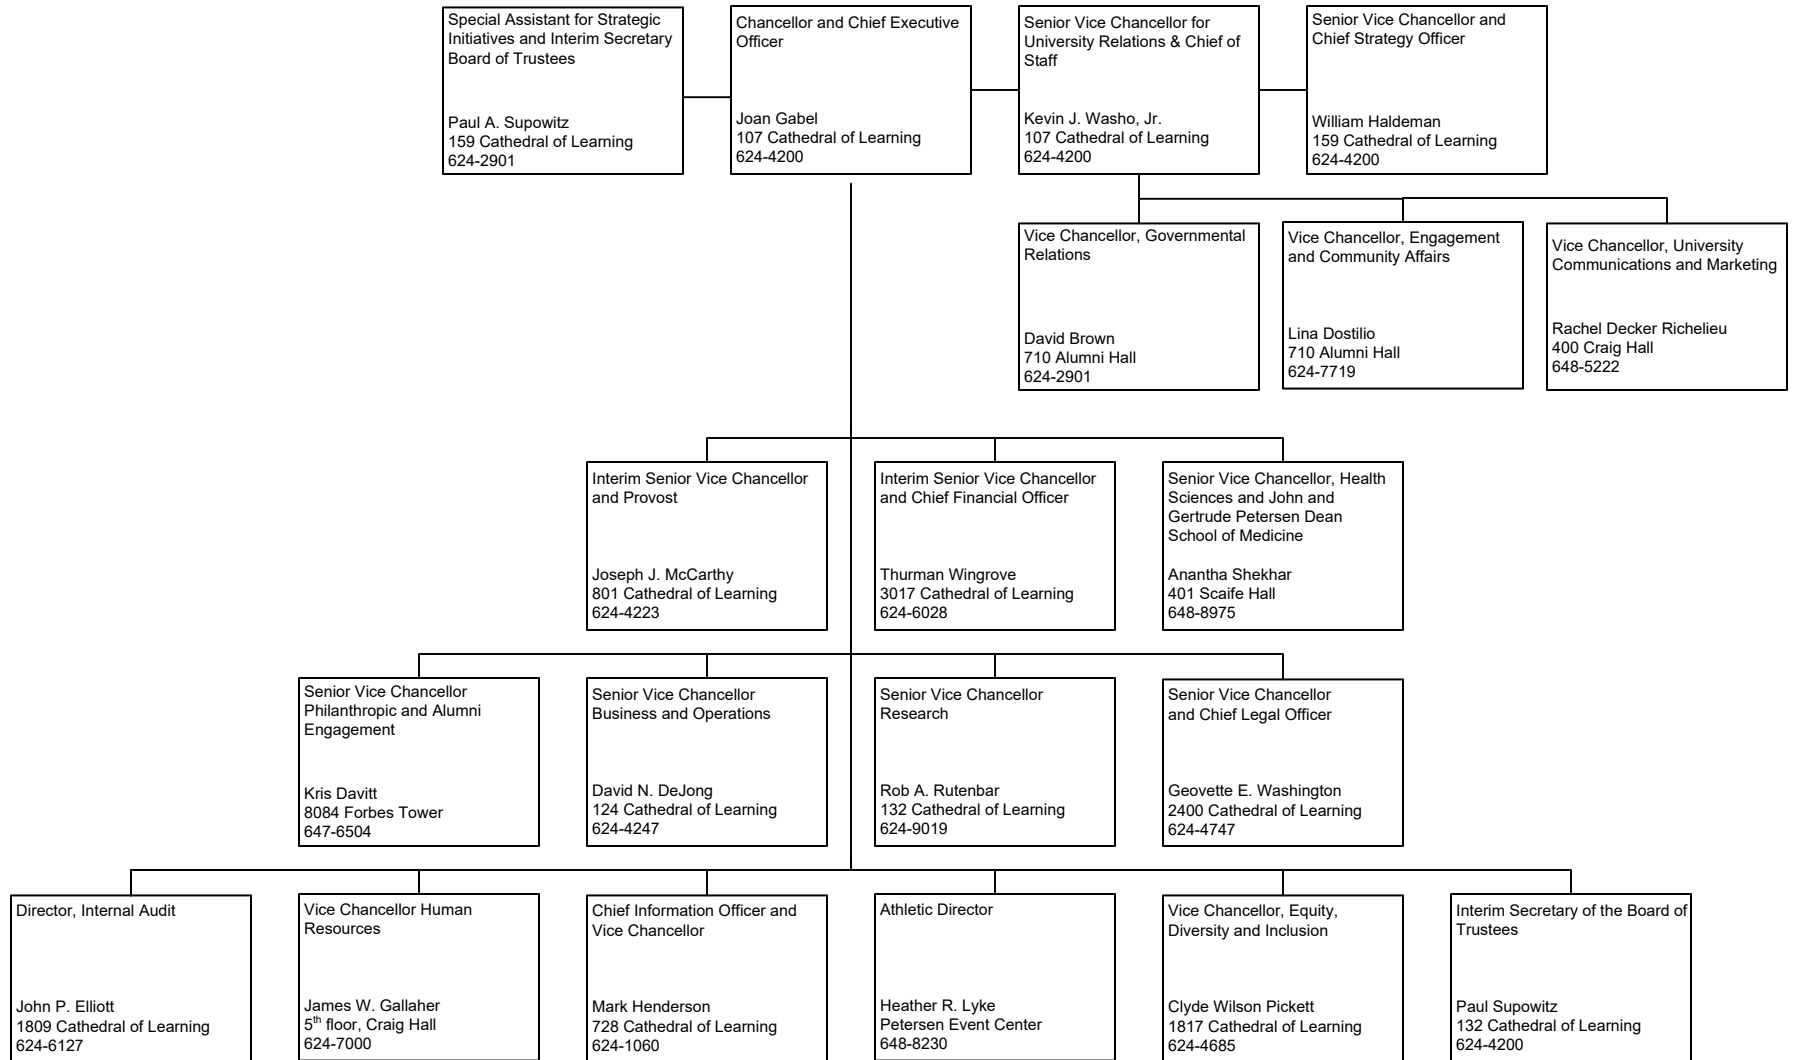 Special Assistant for Strategic
Initiatives and Interim Secretary
Board of Trustees
Paul A. Supowitz
159 Cathedral of Learning
624-2901
Chancellor and Chief Executive
Officer
Joan Gabel
107 Cathedral of Learning
624-4200
Senior Vice Chancellor for
University Relations & Chief of
Staff
Kevin J. Washo, Jr.
107 Cathedral of Learning
624-4200
Senior Vice Chancellor and
Chief Strategy Officer
William Haldeman
159 Cathedral of Learning
624-4200
Vice Chancellor, Governmental
Relations
David Brown
710 Alumni Hall
624-2901
Vice Chancellor, Engagement
and Community Affairs
Lina Dostilio
710 Alumni Hall
624-7719
Vice Chancellor, University
Communications and Marketing
Rachel Decker Richelieu
400 Craig Hall
648-5222
Interim Senior Vice Chancellor
and Provost
Joseph J. McCarthy
801 Cathedral of Learning
624-4223
Interim Senior Vice Chancellor
and Chief Financial Officer
Thurman Wingrove
3017 Cathedral of Learning
624-6028
Senior Vice Chancellor, Health
Sciences and John and
Gertrude Petersen Dean
School of Medicine
Anantha Shekhar
401 Scaife Hall
648-8975
Senior Vice Chancellor
Philanthropic and Alumni
Engagement
Kris Davitt
8084 Forbes Tower
647-6504
Senior Vice Chancellor
Business and Operations
David N. DeJong
124 Cathedral of Learning
624-4247
Senior Vice Chancellor
Research
Rob A. Rutenbar
132 Cathedral of Learning
624-9019
Senior Vice Chancellor
and Chief Legal Officer
Geovette E. Washington
2400 Cathedral of Learning
624-4747
Director, Internal Audit
John P. Elliott
1809 Cathedral of Learning
624-6127
Vice Chancellor Human
Resources
James W. Gallaher
5th floor, Craig Hall
624-7000
Chief Information Officer and
Vice Chancellor
Mark Henderson
728 Cathedral of Learning
624-1060
Athletic Director
Heather R. Lyke
Petersen Event Center
648-8230
Vice Chancellor, Equity,
Diversity and Inclusion
Clyde Wilson Pickett
1817 Cathedral of Learning
624-4685
Interim Secretary of the Board of
Trustees
Paul Supowitz
132 Cathedral of Learning
624-4200